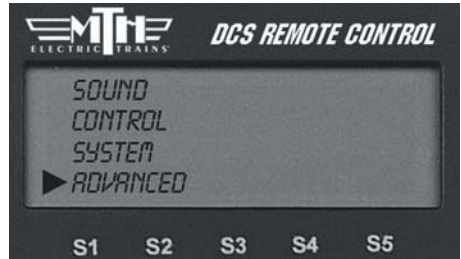 MTH
ELECTRIC TRAINS
DCS REMOTE CONTROL
SOUND
CONTROL
SYSTEM
ADVANCED
S1 S2 S3 S4 S5